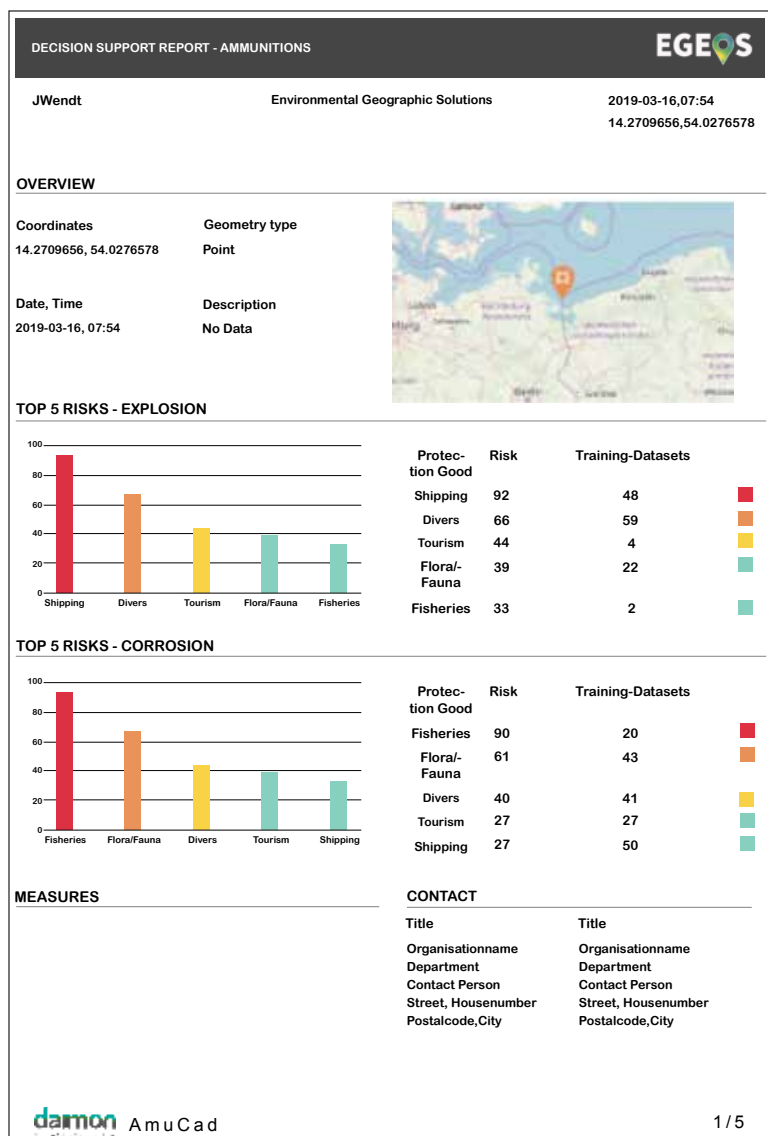 DECISION SUPPORT REPORT - AMMUNITIONS
EGEOS
JWendt
Environmental Geographic Solutions
2019-03-16,07:54
14.2709656,54.0276578
OVERVIEW
Coordinates
Geometry type
14.2709656, 54.0276578
Point
Date, Time
Description
2019-03-16, 07:54
No Data
TOP 5 RISKS - EXPLOSION
100
80
60
40
20
0
Shipping Divers Tourism Flora/Fauna Fisheries
Protec-
tion Good
Risk
Training-Datasets
Shipping 92 48
Divers 66 59
Tourism 44 4
Flora/-
Fauna
39 22
Fisheries 33 2
TOP 5 RISKS - CORROSION
100
80
60
40
20
0
Fisheries Flora/Fauna Divers Tourism Shipping
Protec-
tion Good
Risk
Training-Datasets
Fisheries 90 20
Flora/-
Fauna
61 43
Divers 40 41
Tourism 27 27
Shipping 27 50
MEASURES
CONTACT
Title
Organisationname
Department
Contact Person
Street, Housenumber
Postalcode,City
Title
Organisationname
Department
Contact Person
Street, Housenumber
Postalcode,City
daimon
AmuCad
1/5